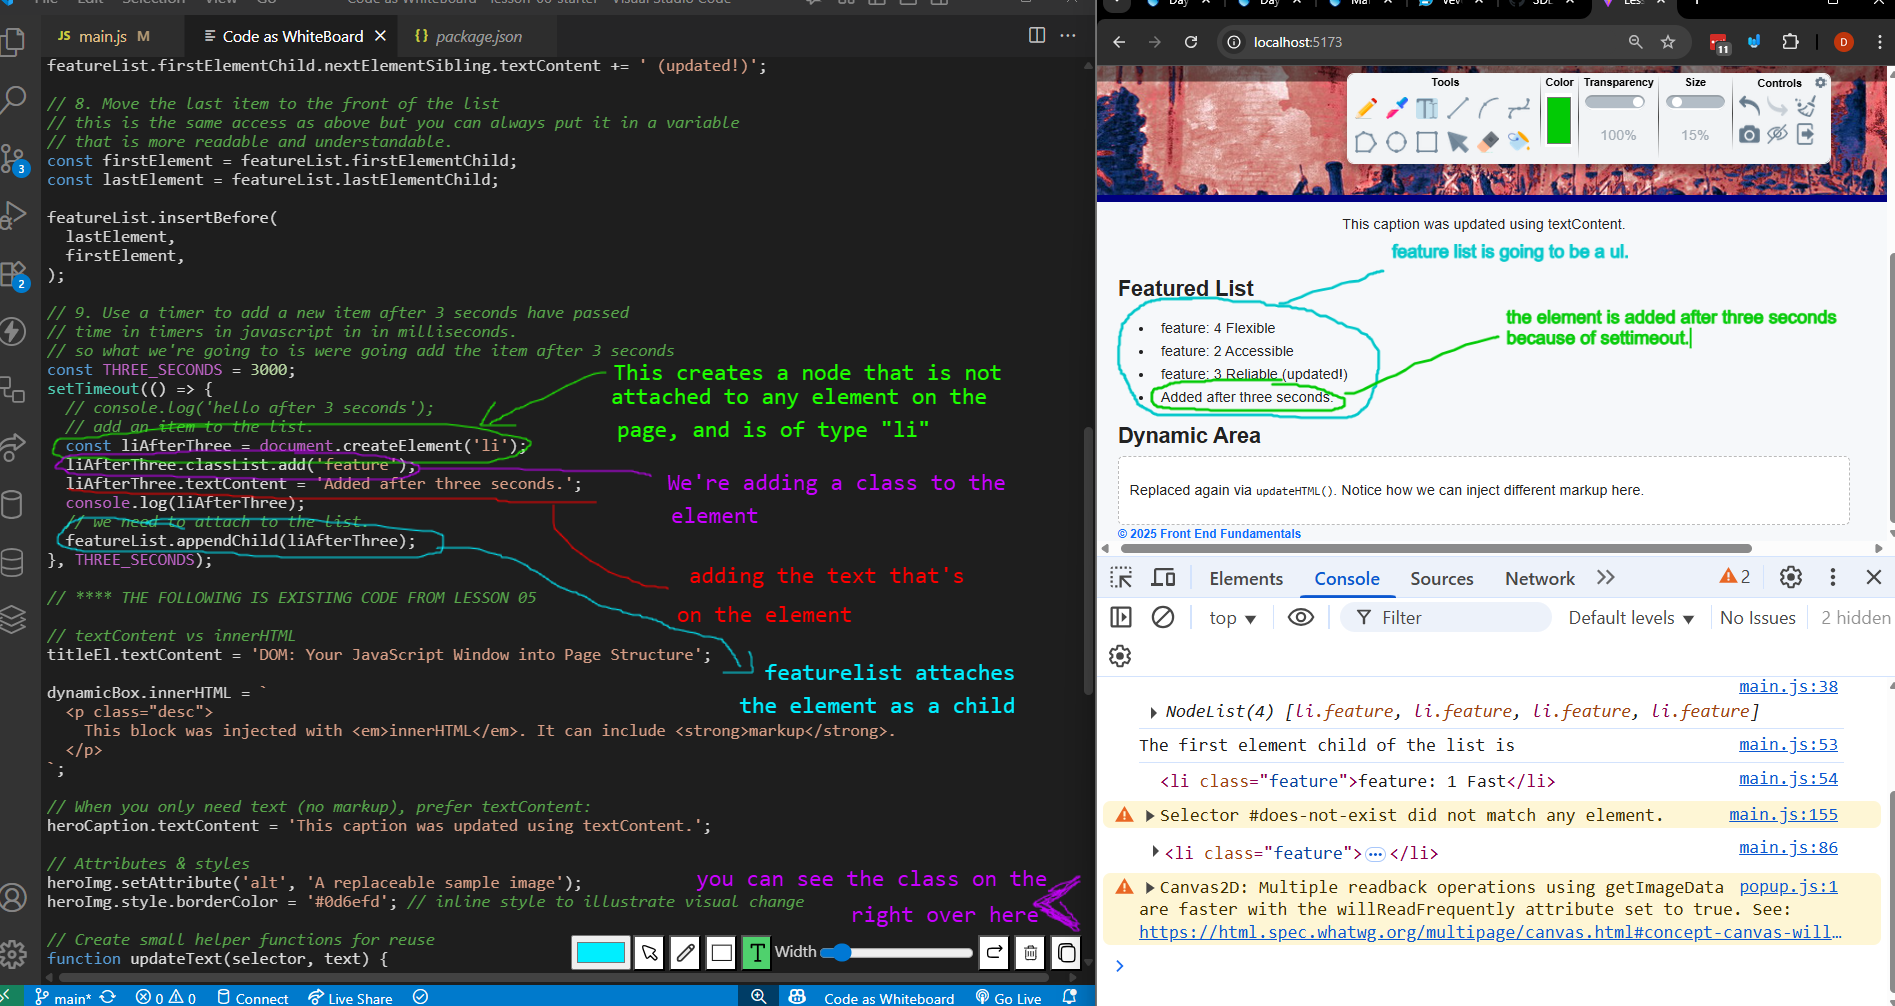 main.js M
Code as WhiteBoard
package.json
featureList.firstElementChild.nextElementSibling.textContent += ' (updated!)';
// 8. Move the last item to the front of the list
// this is the same access as above but you can always put it in a variable
// that is more readable and understandable.
const firstElement = featureList.firstElementChild;
const lastElement = featureList.lastElementChild;
featureList.insertBefore(
lastElement,
firstElement,
);
// 9. Use a timer to add a new item after 3 seconds have passed
// time in timers in javascript in in milliseconds.
// so what we're going to is were going add the item after 3 seconds
const THREE_SECONDS = 3000;
setTimeout(() => {
// console.log('hello after 3 seconds');
// add an item to the list.
const liAfterThree = document.createElement('li');
liAfterThree.classList.add('feature');
liAfterThree.textContent = 'Added after three seconds.';
console.log(liAfterThree);
// we need to attach to the list.
featureList.appendChild(liAfterThree);
}, THREE_SECONDS);
// **** THE FOLLOWING IS EXISTING CODE FROM LESSON 05
// textContent vs innerHTML
titleEl.textContent = 'DOM: Your JavaScript Window into Page Structure';
dynamicBox.innerHTML = `
<p class="desc">
This block was injected with <em>innerHTML</em>. It can include <strong>markup</strong>.
</p>
`;
// When you only need text (no markup), prefer textContent:
heroCaption.textContent = 'This caption was updated using textContent.';
// Attributes & styles
heroImg.setAttribute('alt', 'A replaceable sample image');
heroImg.style.borderColor = '#0d6efd'; // inline style to illustrate visual change
// Create small helper functions for reuse
function updateText(selector, text) {
This creates a node that is not
attached to any element on the
page, and is of type "li"
We're adding a class to the
element
adding the text that's
on the element
featurelist attaches
the element as a child
you can see the class on the
right over here
T Width
3
2
main* 0 0 Connect Live Share Code as Whiteboard Go Live
localhost:5173
11
D
Tools Color Transparency Size Controls
100% 15%
This caption was updated using textContent.
feature list is going to be a ul.
Featured List
the element is added after three seconds
because of settimeout.
feature: 4 Flexible
feature: 2 Accessible
feature: 3 Reliable (updated!)
Added after three seconds.
Dynamic Area
Replaced again via updateHTML(). Notice how we can inject different markup here.
© 2025 Front End Fundamentals
Elements Console Sources Network 2
top Filter Default levels No Issues 2 hidden
main.js:38
NodeList(4) [li.feature, li.feature, li.feature, li.feature]
The first element child of the list is main.js:53
<li class="feature">feature: 1 Fast</li> main.js:54
Selector #does-not-exist did not match any element. main.js:155
<li class="feature">…</li> main.js:86
Canvas2D: Multiple readback operations using getImageData popup.js:1
are faster with the willReadFrequently attribute set to true. See:
https://html.spec.whatwg.org/multipage/canvas.html#concept-canvas-will…